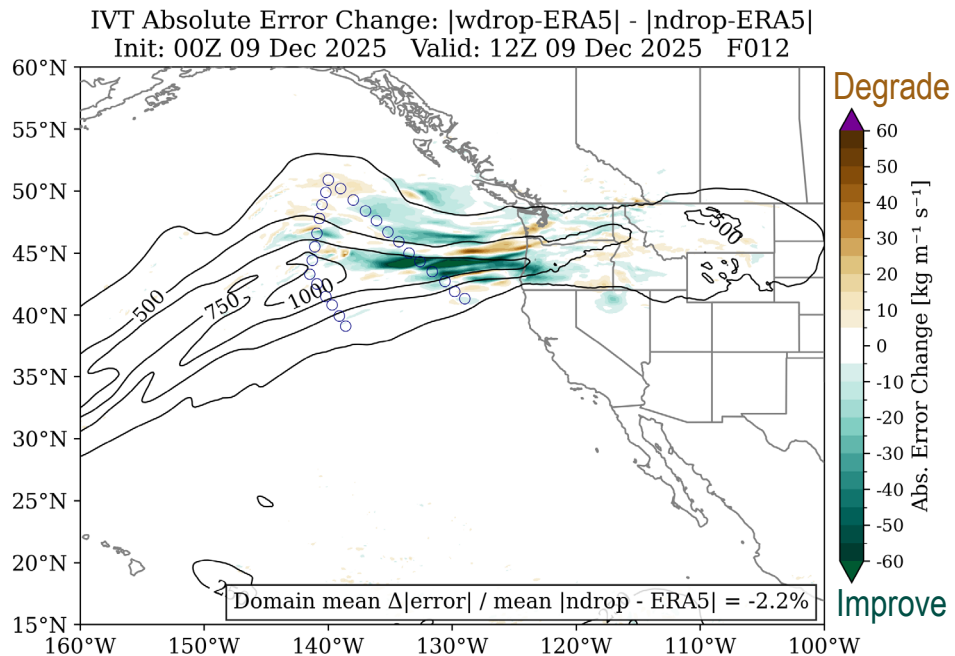 IVT Absolute Error Change: |wdrop-ERA5| - |ndrop-ERA5|
Init: 00Z 09 Dec 2025 Valid: 12Z 09 Dec 2025 F012
60°N
55°N
50°N
45°N
40°N
35°N
30°N
25°N
20°N
15°N
500
750
1000
500
Domain mean Δ|error| / mean |ndrop - ERA5| = -2.2%
160°W
150°W
140°W
130°W
120°W
110°W
100°W
Degrade
60
50
40
30
20
10
0
-10
-20
-30
-40
-50
-60
Abs. Error Change [kg m⁻¹ s⁻¹]
Improve